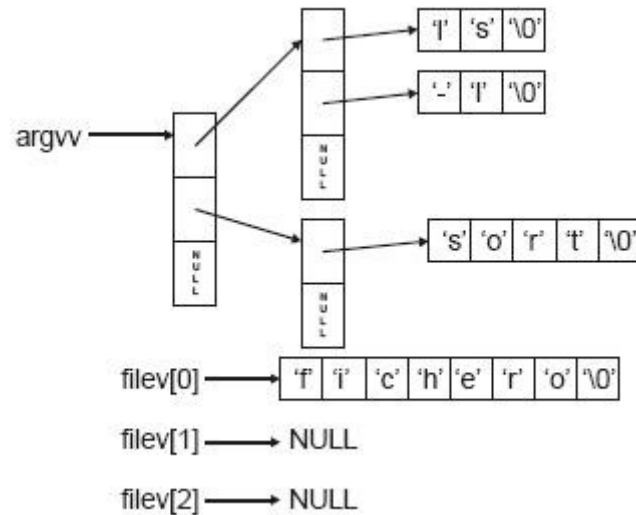 'l' 's' '\0'
'-' 'l' '\0'
argvv
NULL
NULL
's' 'o' 'r' 't' '\0'
NULL
filev[0] 'f' 'i' 'c' 'h' 'e' 'r' 'o' '\0'
filev[1] NULL
filev[2] NULL